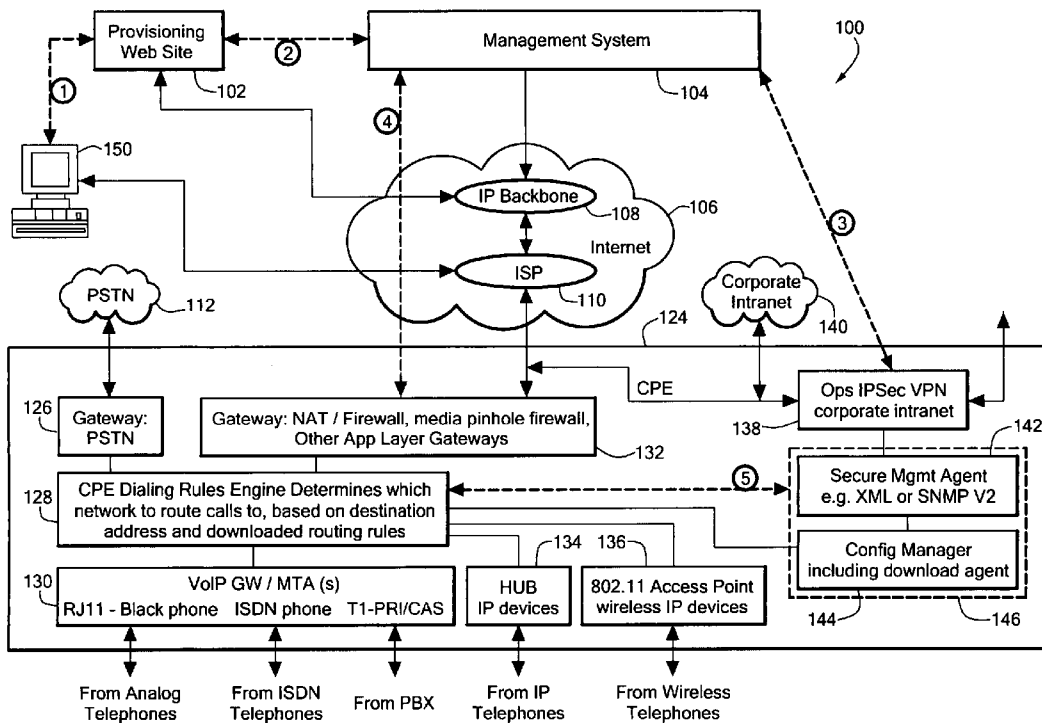 Provisioning
Web Site
102
2
Management System
104
100
1
150
4
IP Backbone
108
106
Internet
ISP
110
3
PSTN
112
Corporate
Intranet
140
124
CPE
126
Gateway:
PSTN
Gateway: NAT / Firewall, media pinhole firewall,
Other App Layer Gateways
132
Ops IPSec VPN
corporate intranet
138
142
128
CPE Dialing Rules Engine Determines which
network to route calls to, based on destination
address and downloaded routing rules
5
Secure Mgmt Agent
e.g. XML or SNMP V2
Config Manager
including download agent
144
146
130
VoIP GW / MTA (s)
RJ11 - Black phone ISDN phone T1-PRI/CAS
134
HUB
IP devices
136
802.11 Access Point
wireless IP devices
From Analog
Telephones
From ISDN
Telephones
From PBX
From IP
Telephones
From Wireless
Telephones